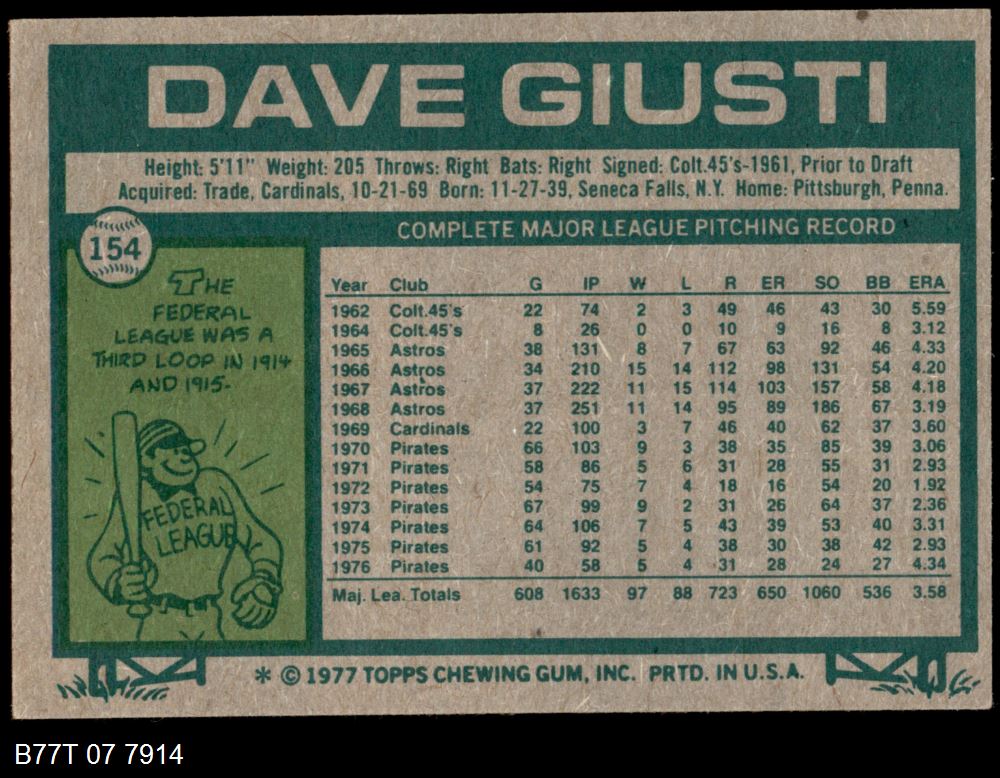 DAVE GIUSTI
Height: 5'11" Weight: 205 Throws: Right Bats: Right Signed: Colt.45's-1961, Prior to Draft
Acquired: Trade, Cardinals, 10-21-69 Born: 11-27-39, Seneca Falls, N.Y. Home: Pittsburgh, Penna.
154
THE
FEDERAL
LEAGUE WAS A
THIRD LOOP IN 1914
AND 1915.
FEDERAL
LEAGUE
COMPLETE MAJOR LEAGUE PITCHING RECORD
Year Club G IP W L R ER SO BB ERA
1962 Colt.45's 22 74 2 3 49 46 43 30 5.59
1964 Colt.45's 8 26 0 0 10 9 16 8 3.12
1965 Astros 38 131 8 7 67 63 92 46 4.33
1966 Astros 34 210 15 14 112 98 131 54 4.20
1967 Astros 37 222 11 15 114 103 157 58 4.18
1968 Astros 37 251 11 14 95 89 186 67 3.19
1969 Cardinals 22 100 3 7 46 40 62 37 3.60
1970 Pirates 66 103 9 3 38 35 85 39 3.06
1971 Pirates 58 86 5 6 31 28 55 31 2.93
1972 Pirates 54 75 7 4 18 16 54 20 1.92
1973 Pirates 67 99 9 2 31 26 64 37 2.36
1974 Pirates 64 106 7 5 43 39 53 40 3.31
1975 Pirates 61 92 5 4 38 30 38 42 2.93
1976 Pirates 40 58 5 4 31 28 24 27 4.34
Maj. Lea. Totals 608 1633 97 88 723 650 1060 536 3.58
* © 1977 TOPPS CHEWING GUM, INC. PRTD. IN U.S.A.
B77T 07 7914